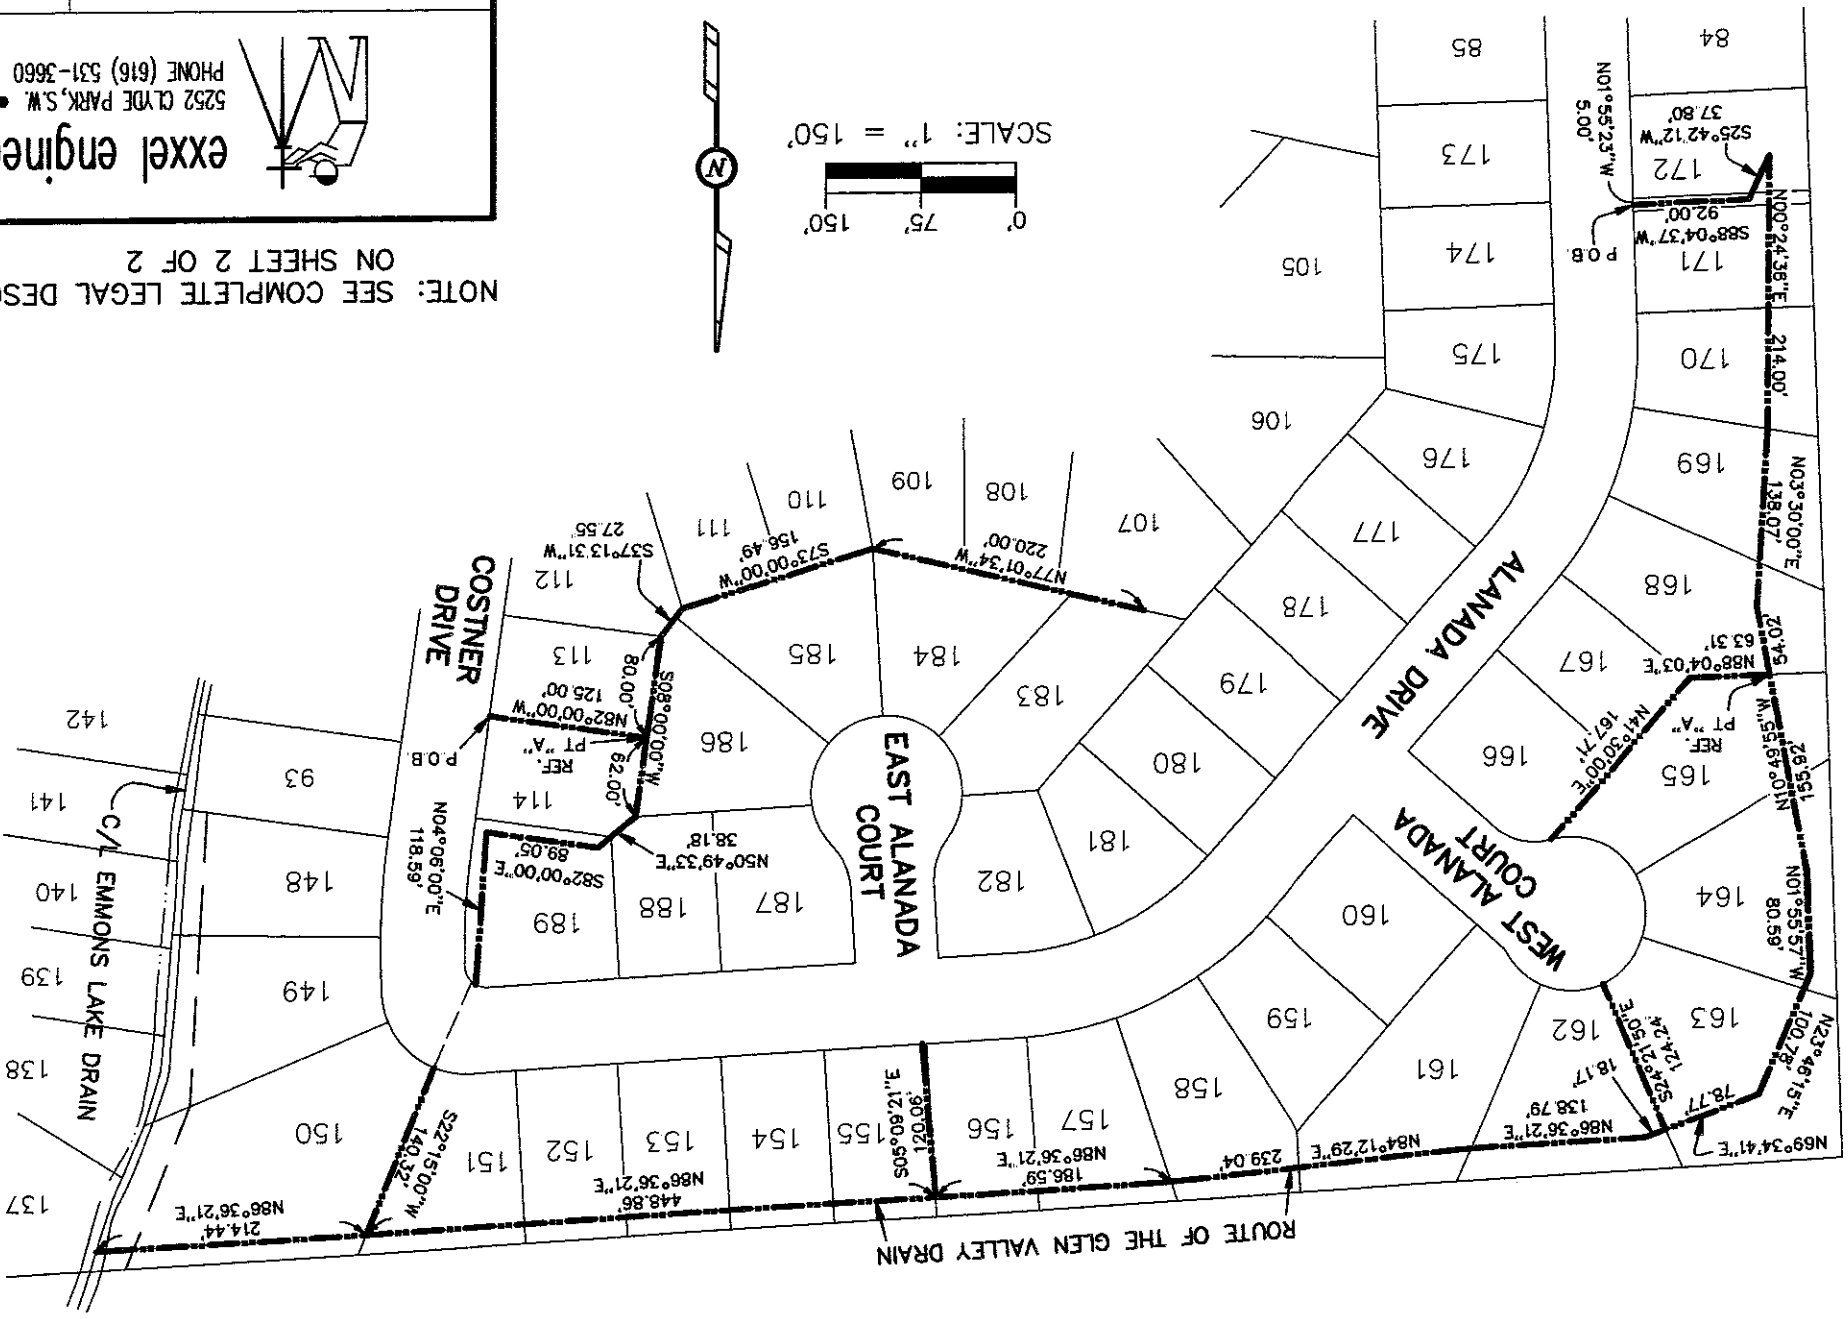 ROUTE OF THE GLEN VALLEY DRAIN
N69°34'41"E
78.77'
18.17'
N86°36'21"E
138.79'
N84°12'29"E
239.04'
N86°36'21"E
186.59'
N86°36'21"E
448.86'
N86°36'21"E
214.44'
N23°46'15"E
100.78'
S24°21'50"E
124.24'
S05°09'21"E
120.06'
S22°15'00"W
140.32'
163
162
161
158
157
156
155
154
153
152
151
150
137
138
139
140
141
142
159
160
164
149
148
93
C/L EMMONS LAKE DRAIN
N01°55'57"W
80.59'
WEST ALANADA
COURT
EAST ALANADA
COURT
182
187
188
189
181
180
179
178
177
176
N04°06'00"E
118.59'
S82°00'00"E
89.05'
N50°49'33"E
38.18'
114
62.00'
P.O.B.
REF.
PT "A"
N82°00'00"W
125.00'
S08°00'00"W
80.00'
113
112
COSTNER
DRIVE
N10°49'55"W
155.92'
54.02'
165
166
REF.
PT "A"
N41°30'00"E
167.71'
N88°04'03"E
63.31'
167
168
ALANADA DRIVE
183
184
185
186
N77°01'34"W
220.00'
S73°00'00"W
156.49'
S37°13'31"W
27.55'
107
108
109
110
111
N03°30'00"E
138.07'
169
170
171
N00°24'38"E
214.00'
106
175
174
173
85
105
S88°04'37"W
92.00'
P.O.B.
172
S25°42'12"W
37.80'
N01°55'23"W
5.00'
84
0' 75' 150'
SCALE: 1" = 150'
N
NOTE: SEE COMPLETE LEGAL DESC
ON SHEET 2 OF 2
exxel enginee
5252 CLYDE PARK, S.W. •
PHONE (616) 531-3660